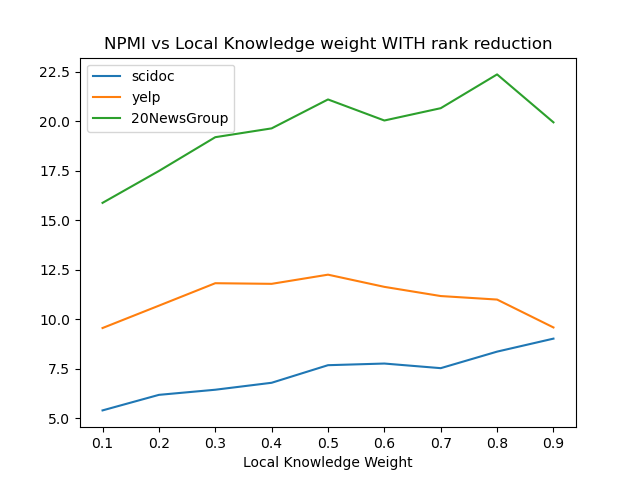 NPMI vs Local Knowledge weight WITH rank reduction
22.5
20.0
17.5
15.0
12.5
10.0
7.5
5.0
scidoc
yelp
20NewsGroup
0.1 0.2 0.3 0.4 0.5 0.6 0.7 0.8 0.9
Local Knowledge Weight